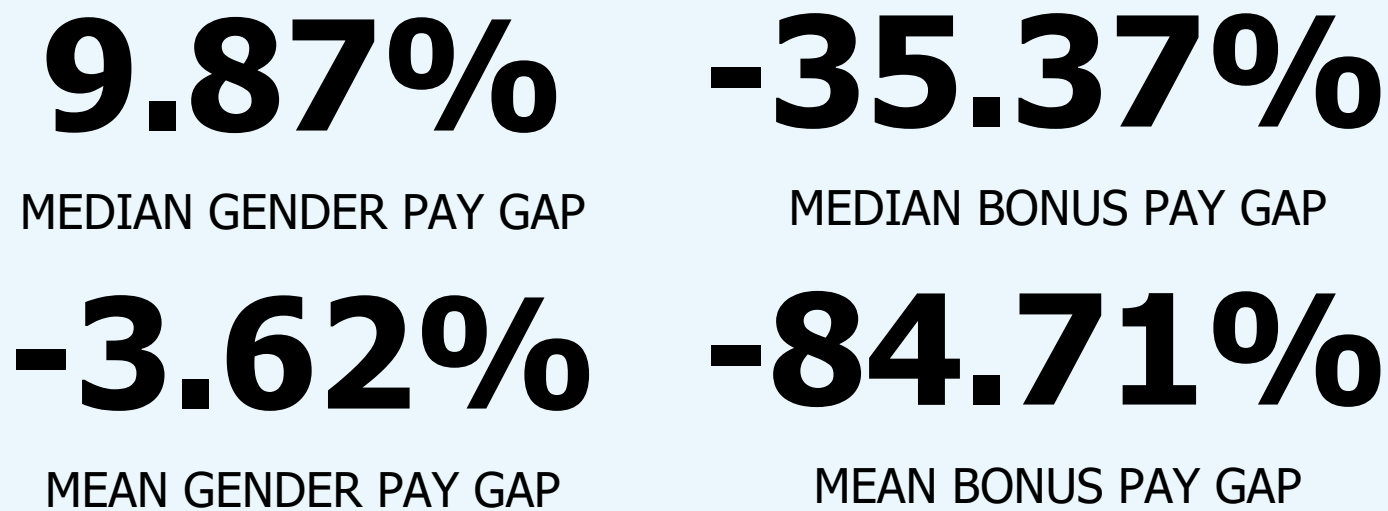 9.87%
MEDIAN GENDER PAY GAP
-35.37%
MEDIAN BONUS PAY GAP
-3.62%
MEAN GENDER PAY GAP
-84.71%
MEAN BONUS PAY GAP